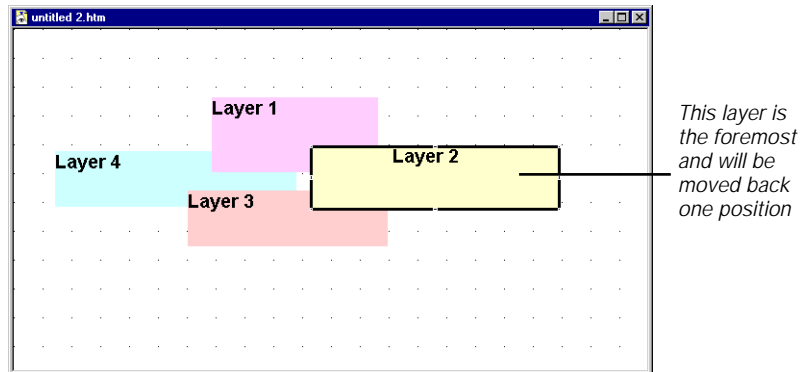 untitled 2.htm
Layer 1
Layer 4
Layer 2
Layer 3
This layer is
the foremost
and will be
moved back
one position